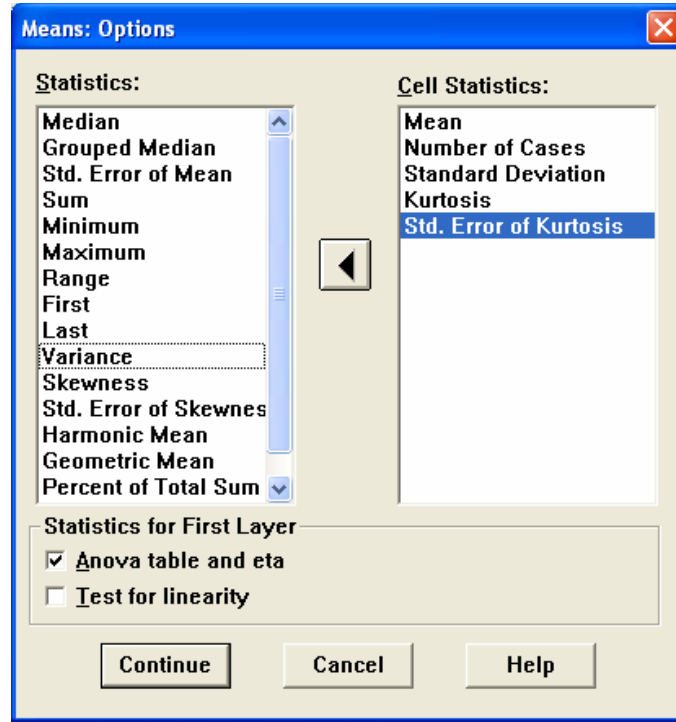 Means: Options
Statistics:
Median
Grouped Median
Std. Error of Mean
Sum
Minimum
Maximum
Range
First
Last
Variance
Skewness
Std. Error of Skewnes
Harmonic Mean
Geometric Mean
Percent of Total Sum
Cell Statistics:
Mean
Number of Cases
Standard Deviation
Kurtosis
Std. Error of Kurtosis
Statistics for First Layer
Anova table and eta
Test for linearity
Continue Cancel Help